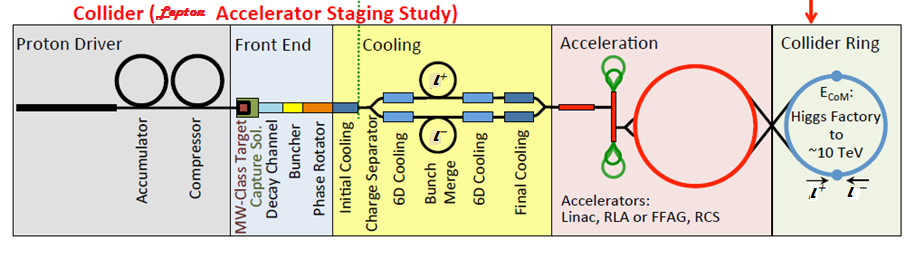 Collider (Lepton Accelerator Staging Study)
Proton Driver
Accumulator
Compressor
Front End
MW-Class Target
Capture Sol.
Decay Channel
Buncher
Phase Rotator
Cooling
Initial Cooling
Charge Separator
6D Cooling
L⁺
L⁻
Bunch
Merge
6D Cooling
Final Cooling
Acceleration
Accelerators:
Linac, RLA or FFAG, RCS
Collider Ring
E_CoM:
Higgs Factory
to
~10 TeV
L⁺ L⁻